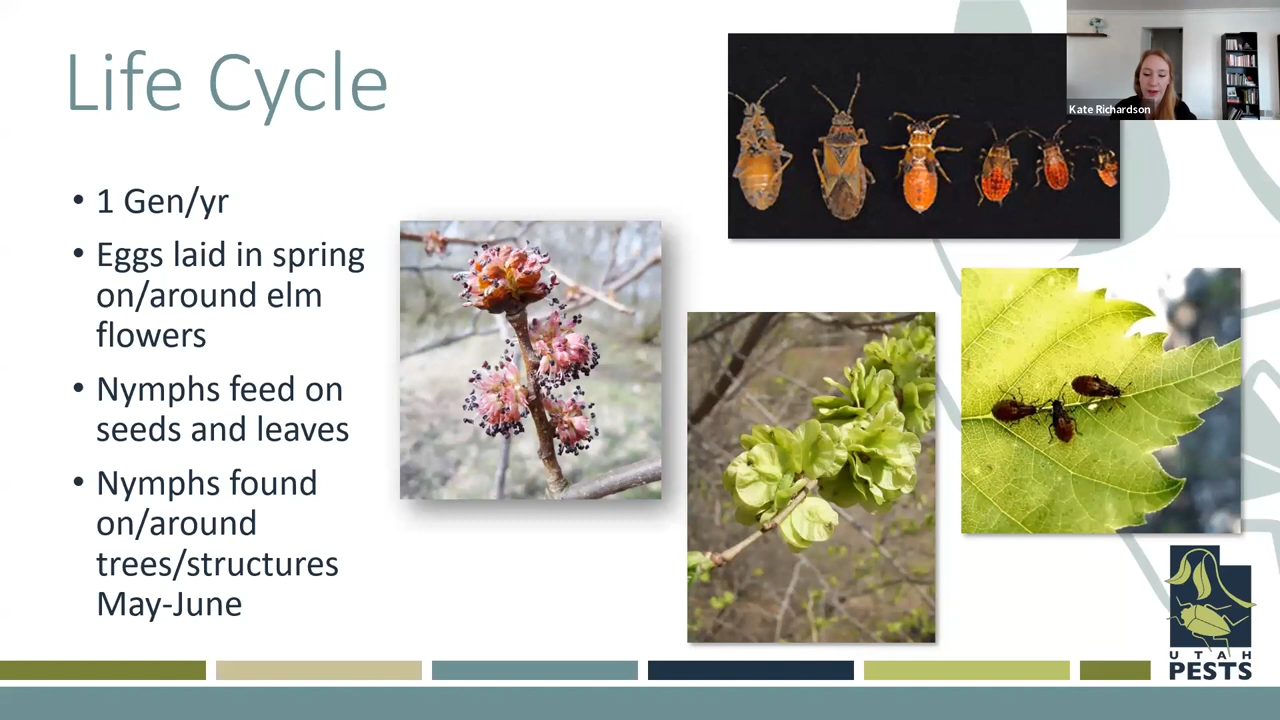 Life Cycle
Kate Richardson
• 1 Gen/yr
• Eggs laid in spring
on/around elm
flowers
• Nymphs feed on
seeds and leaves
• Nymphs found
on/around
trees/structures
May-June
UTAH
PESTS